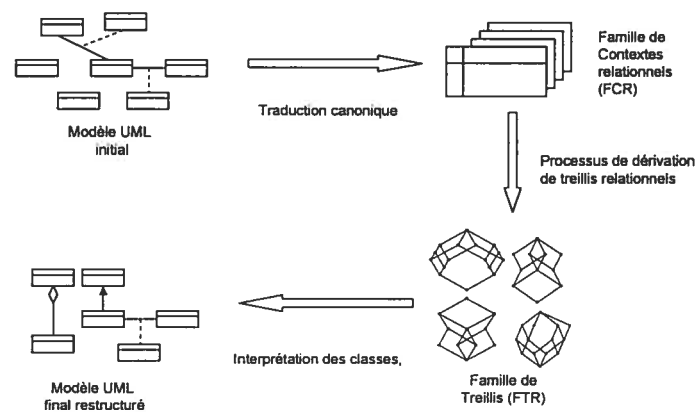 Famille de
Contextes
relationnels
(FCR)
Traduction canonique
Modèle UML
initial
Processus de dérivation
de treillis relationnels
Interprétation des classes,
Modèle UML
final restructuré
Famille de
Treillis (FTR)